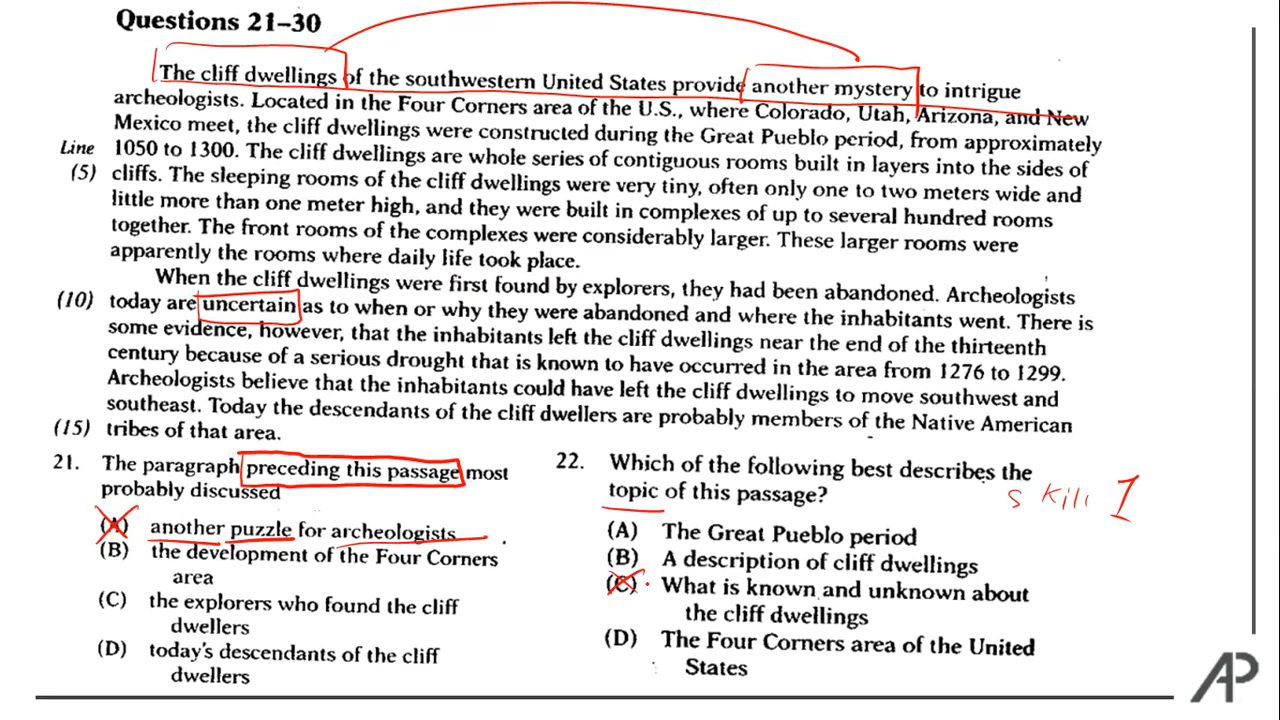 Questions 21–30
The cliff dwellings of the southwestern United States provide another mystery to intrigue
archeologists. Located in the Four Corners area of the U.S., where Colorado, Utah, Arizona, and New
Mexico meet, the cliff dwellings were constructed during the Great Pueblo period, from approximately
Line 1050 to 1300. The cliff dwellings are whole series of contiguous rooms built in layers into the sides of
(5) cliffs. The sleeping rooms of the cliff dwellings were very tiny, often only one to two meters wide and
little more than one meter high, and they were built in complexes of up to several hundred rooms
together. The front rooms of the complexes were considerably larger. These larger rooms were
apparently the rooms where daily life took place.
When the cliff dwellings were first found by explorers, they had been abandoned. Archeologists
(10) today are uncertain as to when or why they were abandoned and where the inhabitants went. There is
some evidence, however, that the inhabitants left the cliff dwellings near the end of the thirteenth
century because of a serious drought that is known to have occurred in the area from 1276 to 1299.
Archeologists believe that the inhabitants could have left the cliff dwellings to move southwest and
southeast. Today the descendants of the cliff dwellers are probably members of the Native American
(15) tribes of that area.
21. The paragraph preceding this passage most
probably discussed
(A) another puzzle for archeologists
(B) the development of the Four Corners
area
(C) the explorers who found the cliff
dwellers
(D) today's descendants of the cliff
dwellers
22. Which of the following best describes the
topic of this passage?
skill 1
(A) The Great Pueblo period
(B) A description of cliff dwellings
(C) What is known and unknown about
the cliff dwellings
(D) The Four Corners area of the United
States
AP